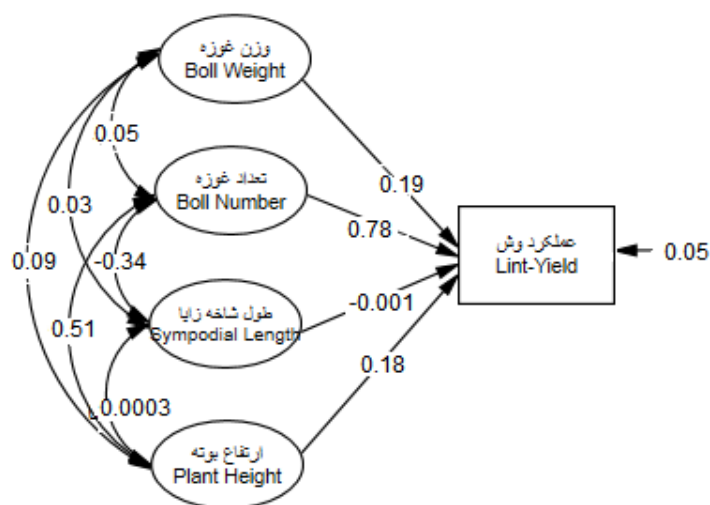 وزن غوزه
Boll Weight
0.05
تعداد غوزه
Boll Number
0.19
0.78
0.03
عملکرد وش
Lint-Yield
0.05
0.09
-0.34
-0.001
طول شاخه زایا
Sympodial Length
0.51
0.18
-0.0003
ارتفاع بوته
Plant Height